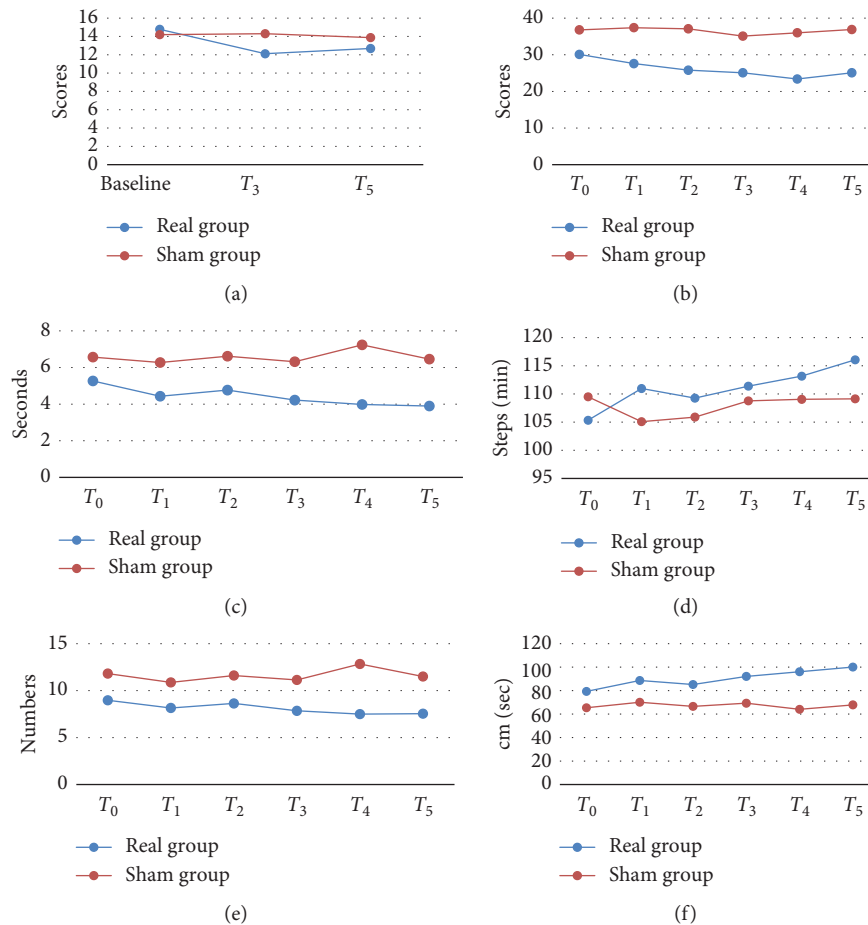 16
14
12
10
8
6
4
2
0
Scores
Baseline T3 T5
Real group
Sham group
(a)
40
30
20
10
0
Scores
T0 T1 T2 T3 T4 T5
Real group
Sham group
(b)
8
6
4
2
0
Seconds
T0 T1 T2 T3 T4 T5
Real group
Sham group
(c)
120
115
110
105
100
95
Steps (min)
T0 T1 T2 T3 T4 T5
Real group
Sham group
(d)
15
10
5
0
Numbers
T0 T1 T2 T3 T4 T5
Real group
Sham group
(e)
120
100
80
60
40
20
0
cm (sec)
T0 T1 T2 T3 T4 T5
Real group
Sham group
(f)